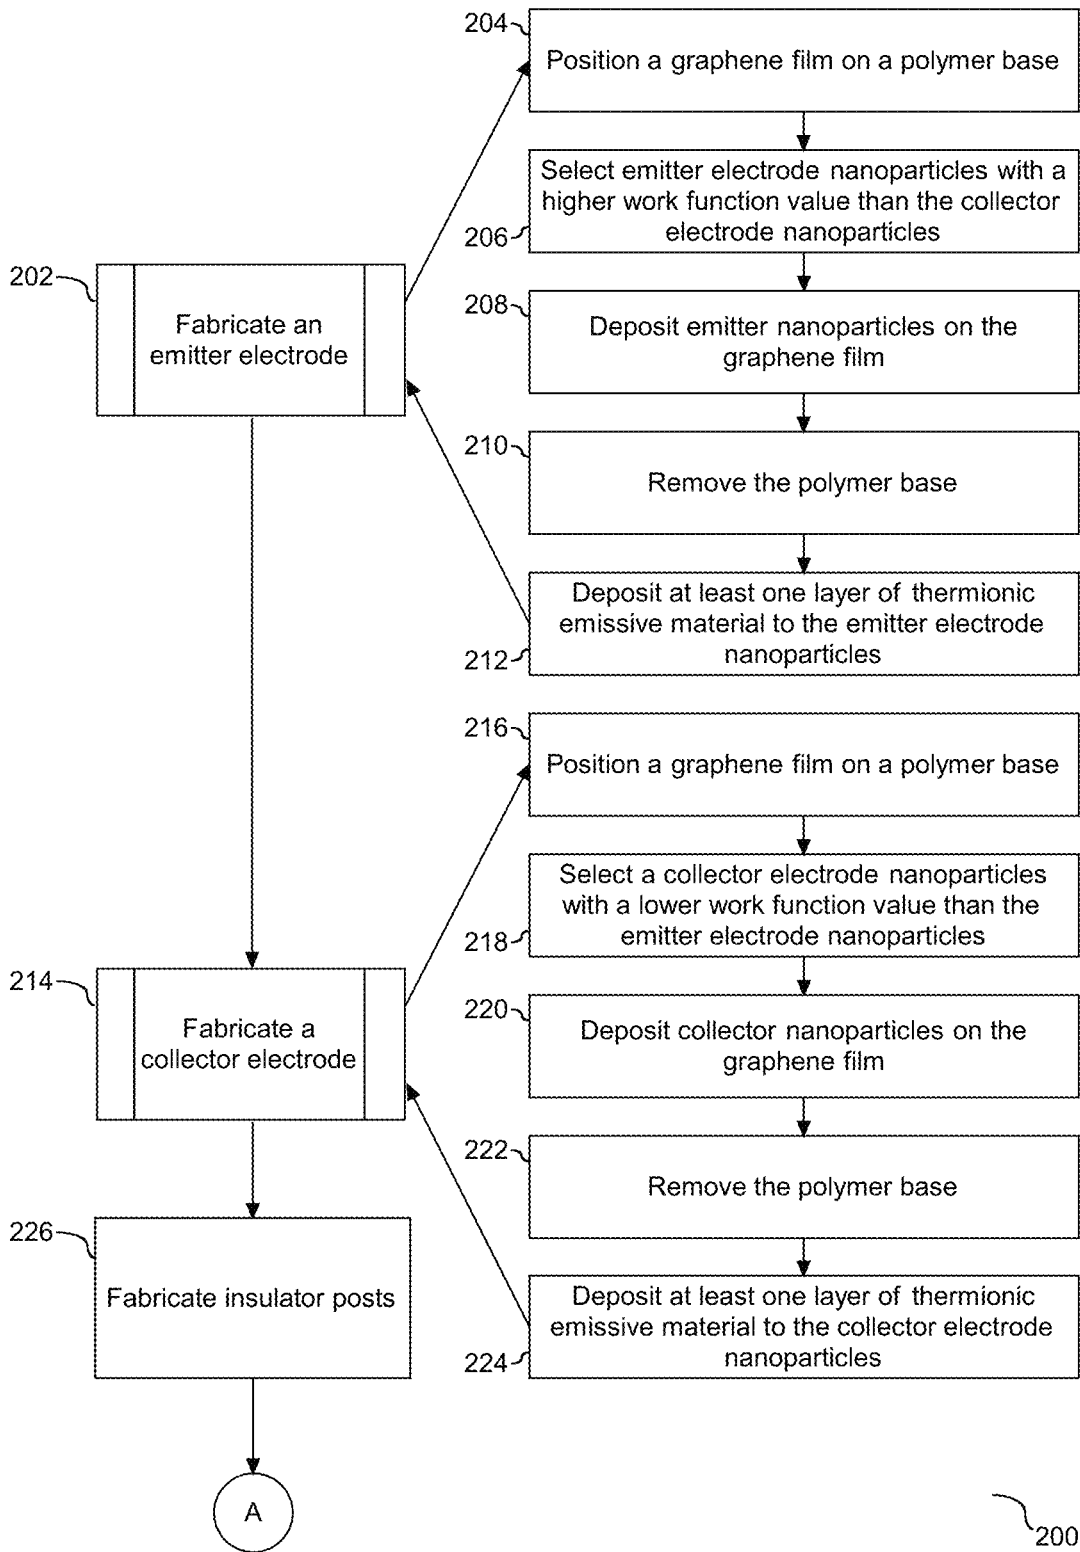 204
Position a graphene film on a polymer base
Select emitter electrode nanoparticles with a
higher work function value than the collector
electrode nanoparticles
206
202
Fabricate an
emitter electrode
208
Deposit emitter nanoparticles on the
graphene film
210
Remove the polymer base
Deposit at least one layer of thermionic
emissive material to the emitter electrode
nanoparticles
212
216
Position a graphene film on a polymer base
Select a collector electrode nanoparticles
with a lower work function value than the
emitter electrode nanoparticles
218
214
Fabricate a
collector electrode
220
Deposit collector nanoparticles on the
graphene film
222
Remove the polymer base
226
Fabricate insulator posts
Deposit at least one layer of thermionic
emissive material to the collector electrode
nanoparticles
224
A
200